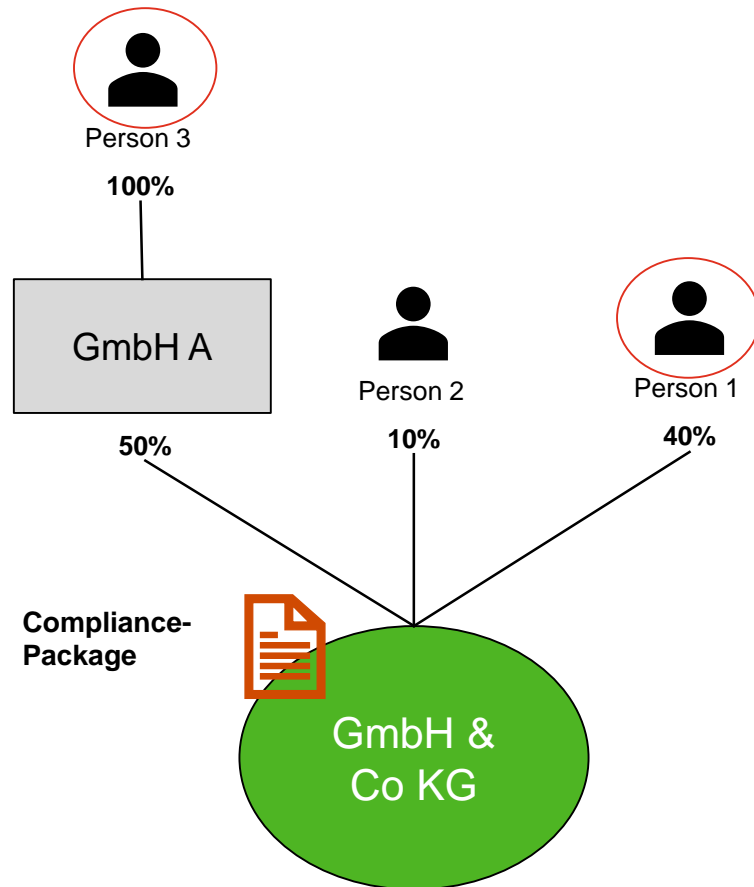 Person 3
100%
GmbH A
Person 2
Person 1
50%
10%
40%
Compliance-
Package
GmbH &
Co KG